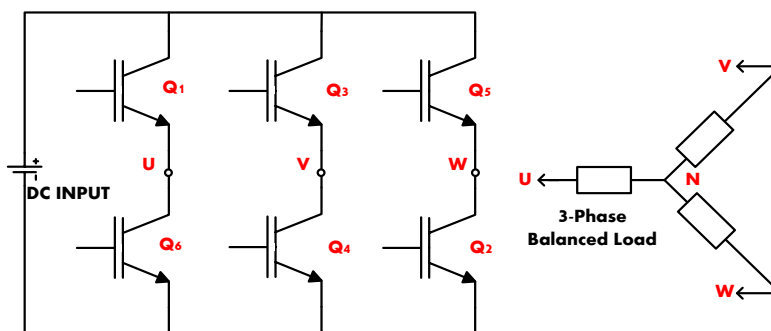 Q1
Q3
Q5
V
U
V
W
U
N
+
-
DC INPUT
3-Phase
Balanced Load
Q6
Q4
Q2
W